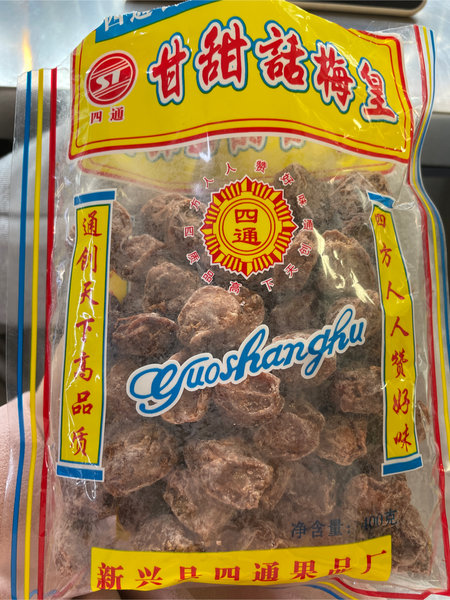 ST
四通
甘甜話梅皇
四通
通创天下高品质
四方人人赞好味
Guoshanghu
净含量: 400克
新兴县四通果品厂